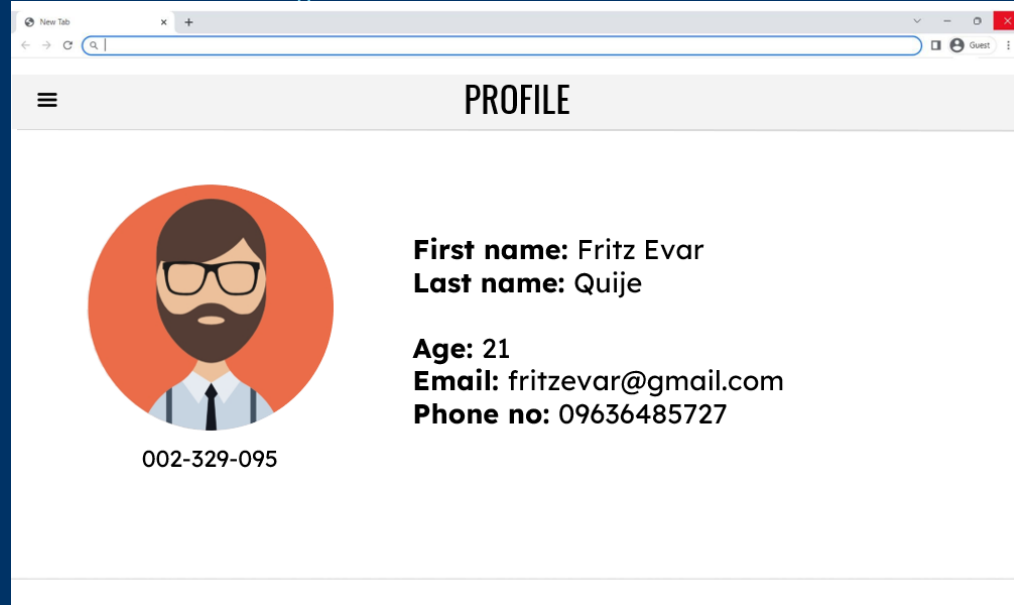 New Tab
Guest
PROFILE
First name: Fritz Evar
Last name: Quije
Age: 21
Email: fritzevar@gmail.com
Phone no: 09636485727
002-329-095